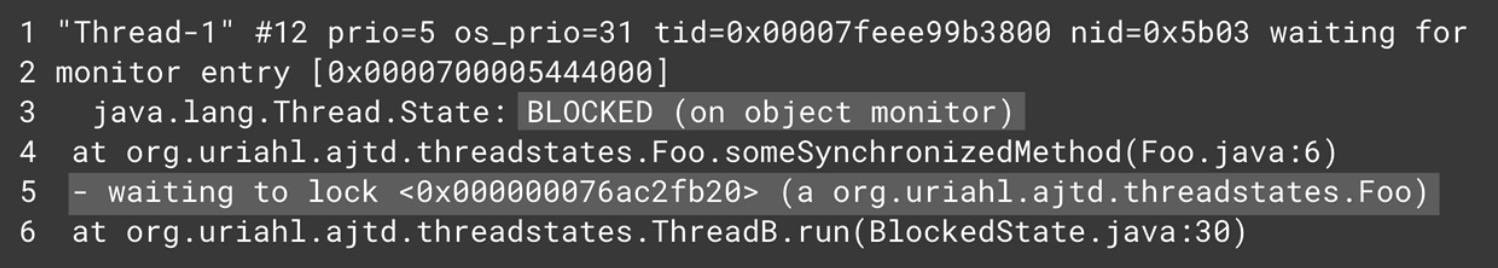 1 "Thread-1" #12 prio=5 os_prio=31 tid=0x00007feee99b3800 nid=0x5b03 waiting for
2 monitor entry [0x0000700005444000]
3 java.lang.Thread.State: BLOCKED (on object monitor)
4 at org.uriahl.ajtd.threadstates.Foo.someSynchronizedMethod(Foo.java:6)
5 - waiting to lock <0x000000076ac2fb20> (a org.uriahl.ajtd.threadstates.Foo)
6 at org.uriahl.ajtd.threadstates.ThreadB.run(BlockedState.java:30)